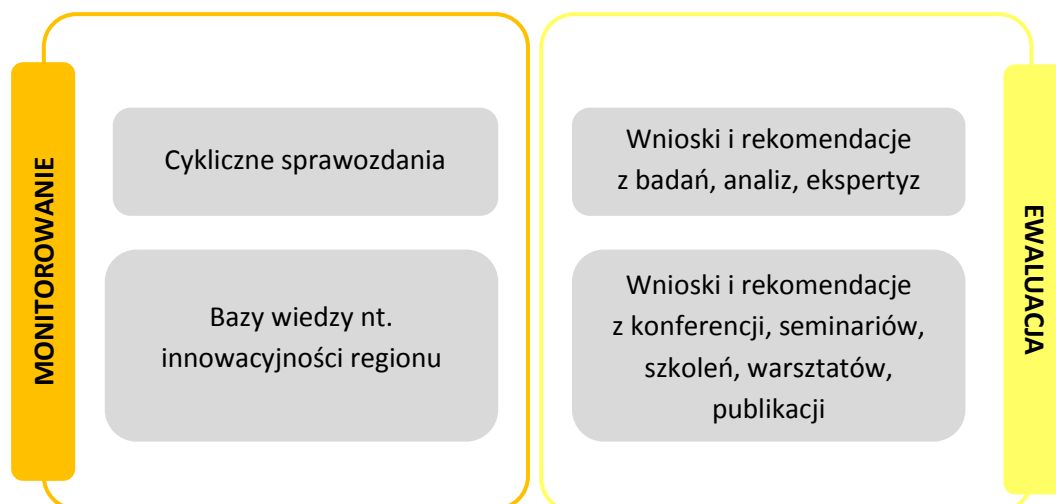 MONITOROWANIE
Cykliczne sprawozdania
Bazy wiedzy nt.
innowacyjności regionu
Wnioski i rekomendacje
z badań, analiz, ekspertyz
Wnioski i rekomendacje
z konferencji, seminariów,
szkoleń, warsztatów,
publikacji
EWALUACJA